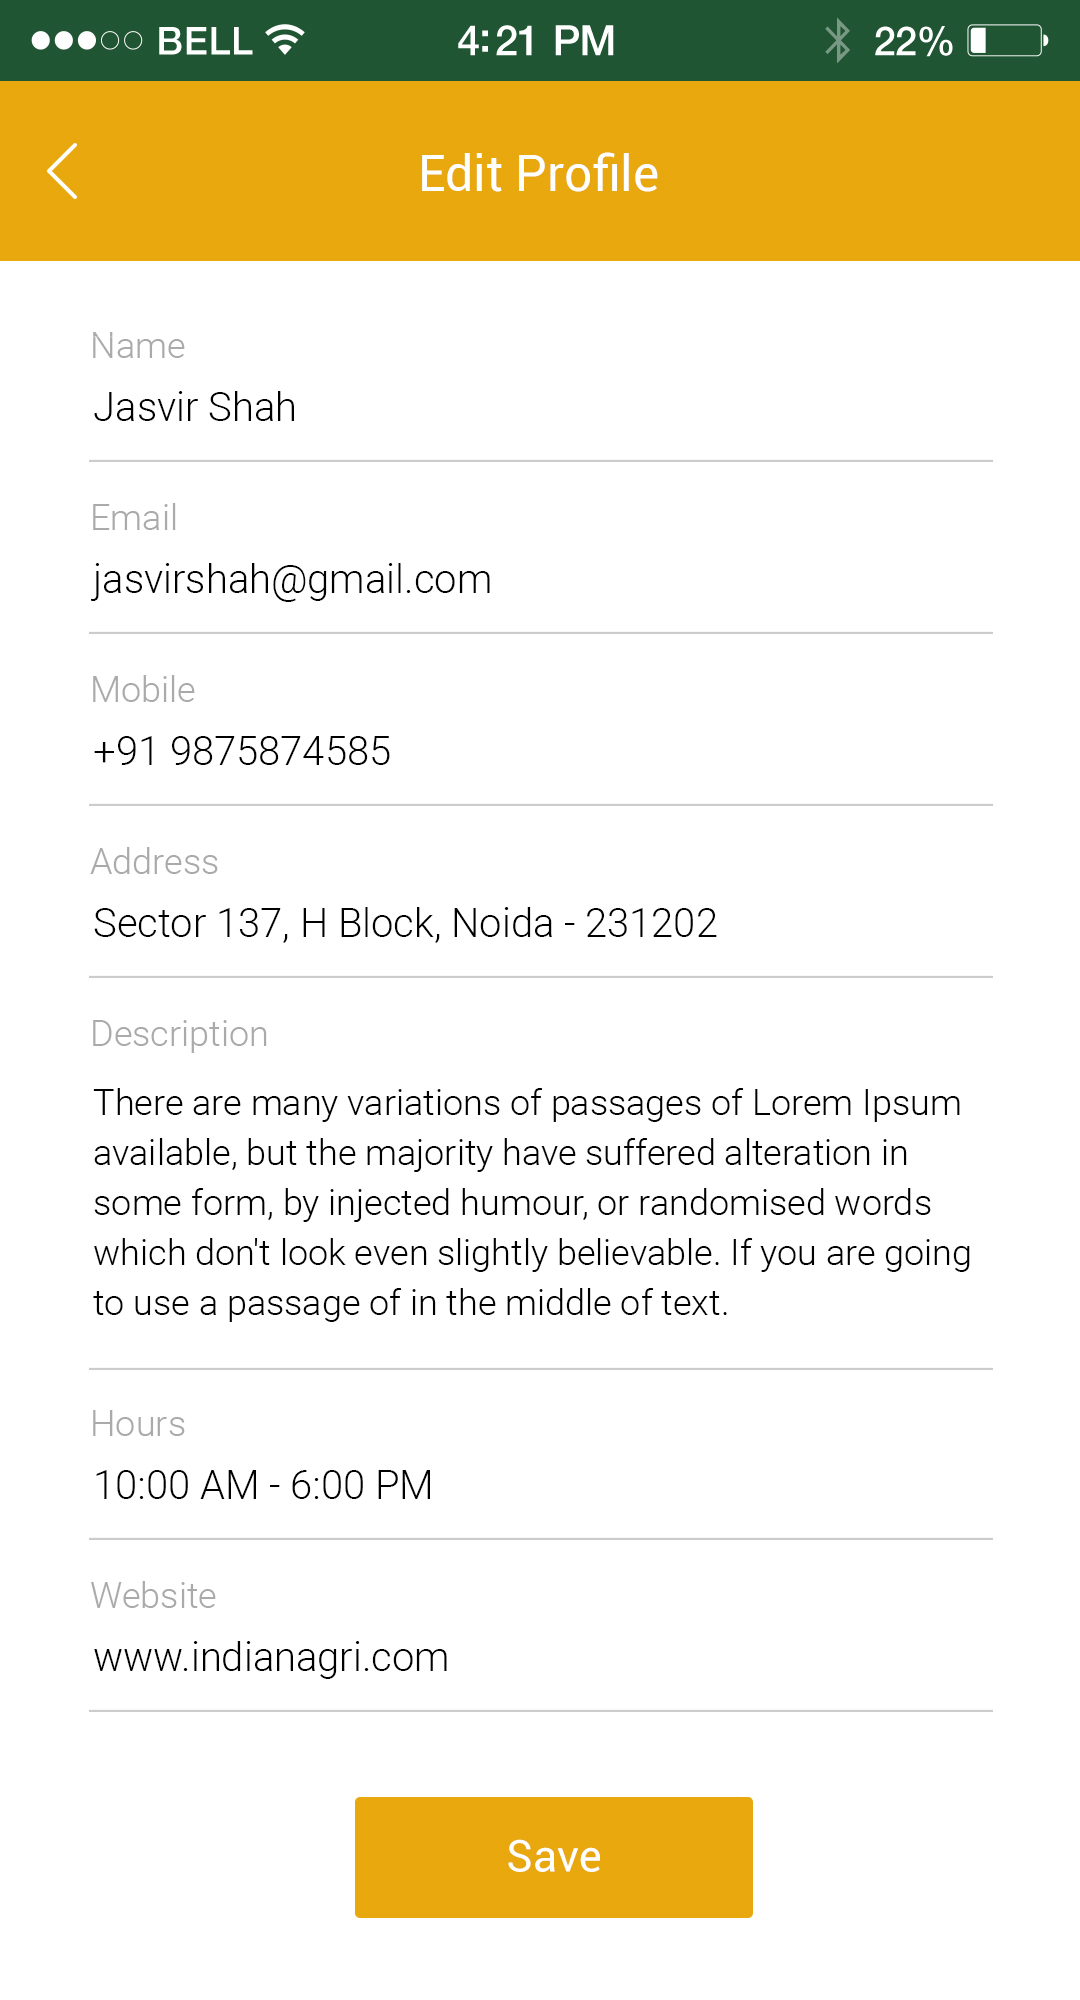 BELL 4:21 PM 22%
Edit Profile
Name
Jasvir Shah
Email
jasvirshah@gmail.com
Mobile
+91 9875874585
Address
Sector 137, H Block, Noida - 231202
Description
There are many variations of passages of Lorem Ipsum
available, but the majority have suffered alteration in
some form, by injected humour, or randomised words
which don't look even slightly believable. If you are going
to use a passage of in the middle of text.
Hours
10:00 AM - 6:00 PM
Website
www.indianagri.com
Save